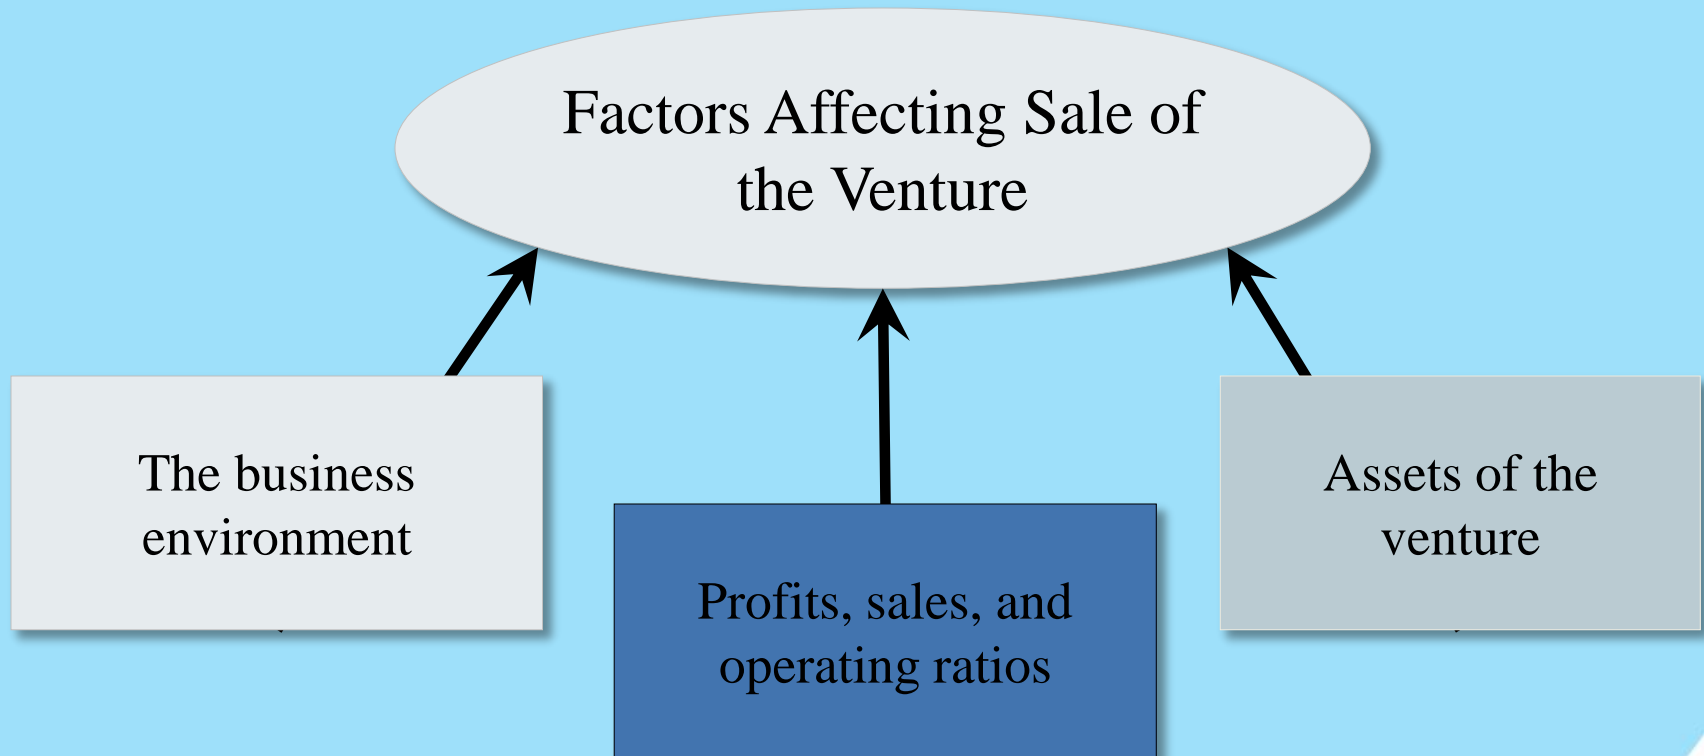 Factors Affecting Sale of
the Venture
The business
environment
Profits, sales, and
operating ratios
Assets of the
venture